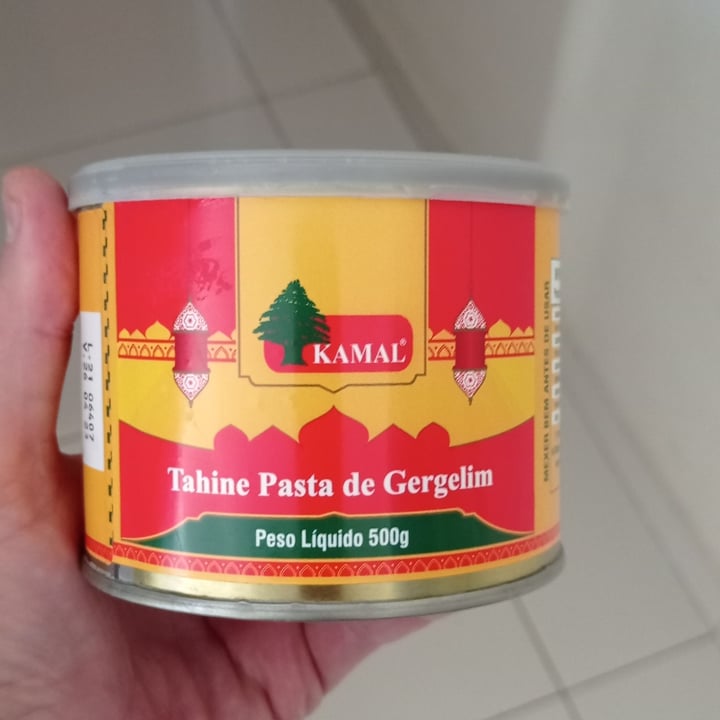 KAMAL®
Tahine Pasta de Gergelim
Peso Líquido 500g
MEXER BEM ANTES DE USAR